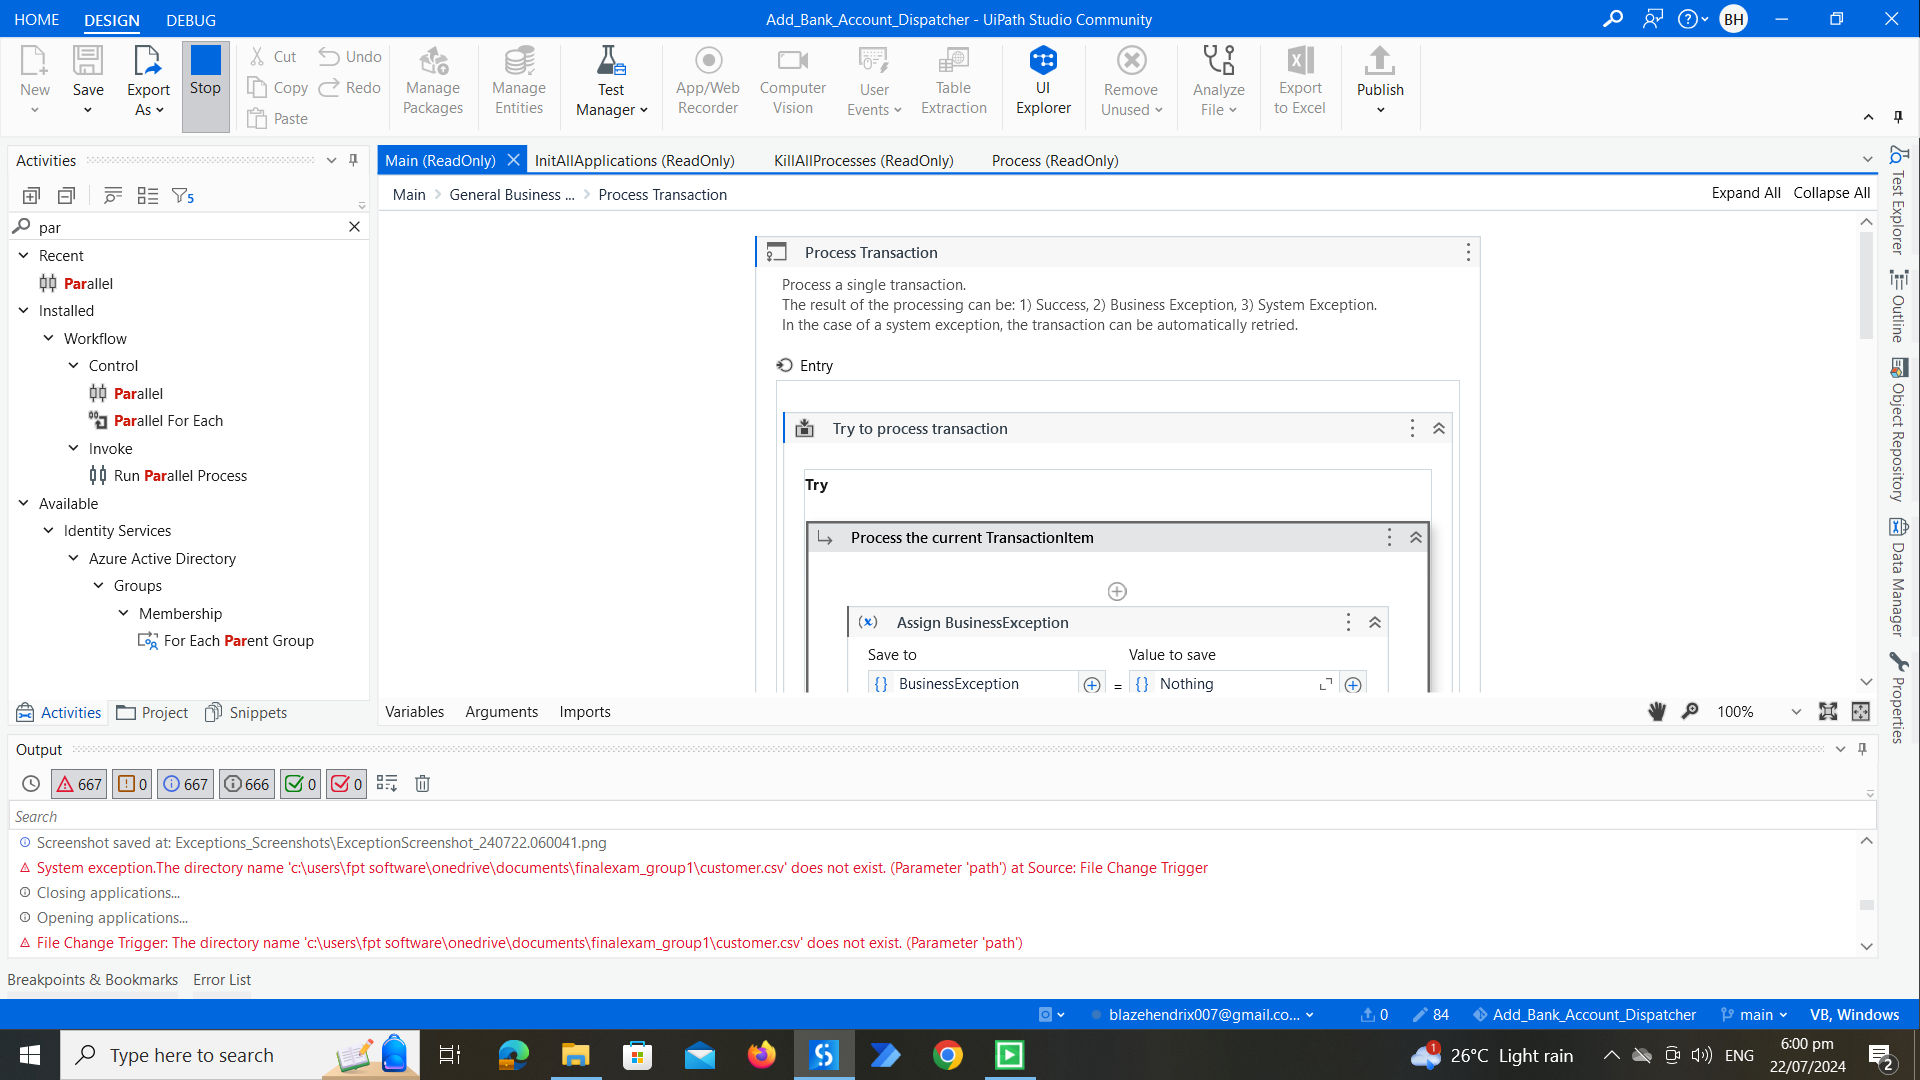 HOME DESIGN DEBUG
Add_Bank_Account_Dispatcher - UiPath Studio Community
BH
New
Save
Export As
Stop
Cut
Copy
Paste
Undo
Redo
Manage Packages
Manage Entities
Test Manager
App/Web Recorder
Computer Vision
User Events
Table Extraction
UI Explorer
Remove Unused
Analyze File
Export to Excel
Publish
Activities
5
par
Recent
Parallel
Installed
Workflow
Control
Parallel
Parallel For Each
Invoke
Run Parallel Process
Available
Identity Services
Azure Active Directory
Groups
Membership
For Each Parent Group
Activities Project Snippets
Main (ReadOnly) InitAllApplications (ReadOnly) KillAllProcesses (ReadOnly) Process (ReadOnly)
Main General Business ... Process Transaction
Expand All Collapse All
Process Transaction
Process a single transaction.
The result of the processing can be: 1) Success, 2) Business Exception, 3) System Exception.
In the case of a system exception, the transaction can be automatically retried.
Entry
Try to process transaction
Try
Process the current TransactionItem
Assign BusinessException
Save to Value to save
BusinessException = Nothing
Variables Arguments Imports
100%
Test Explorer
Outline
Object Repository
Data Manager
Properties
Output
667 0 667 666 0 0
Search
Screenshot saved at: Exceptions_Screenshots\ExceptionScreenshot_240722.060041.png
System exception.The directory name 'c:\users\fpt software\onedrive\documents\finalexam_group1\customer.csv' does not exist. (Parameter 'path') at Source: File Change Trigger
Closing applications...
Opening applications...
File Change Trigger: The directory name 'c:\users\fpt software\onedrive\documents\finalexam_group1\customer.csv' does not exist. (Parameter 'path')
Breakpoints & Bookmarks Error List
blazehendrix007@gmail.co... 0 84 Add_Bank_Account_Dispatcher main VB, Windows
Type here to search
1
26°C Light rain
ENG
6:00 pm
22/07/2024
2